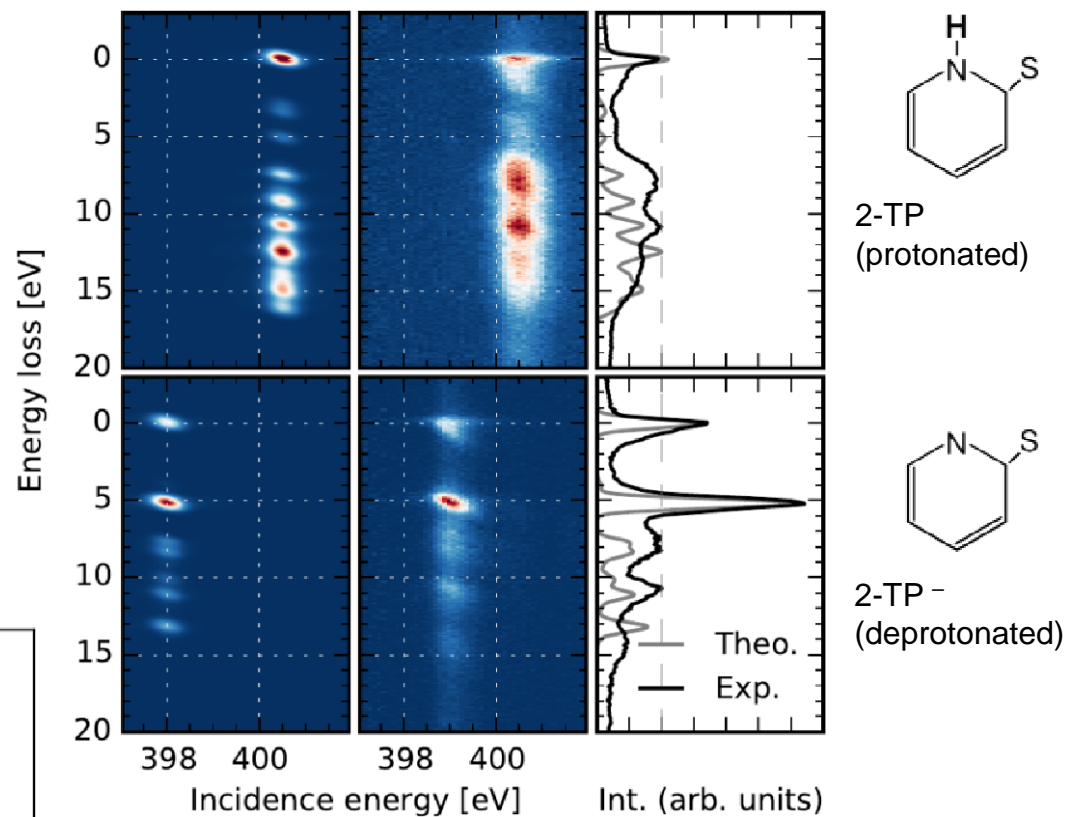 0
5
10
15
20
0
5
10
15
20
Energy loss [eV]
398 400
398 400
Incidence energy [eV]
Int. (arb. units)
Theo.
Exp.
H
N
S
2-TP
(protonated)
N
S
2-TP –
(deprotonated)